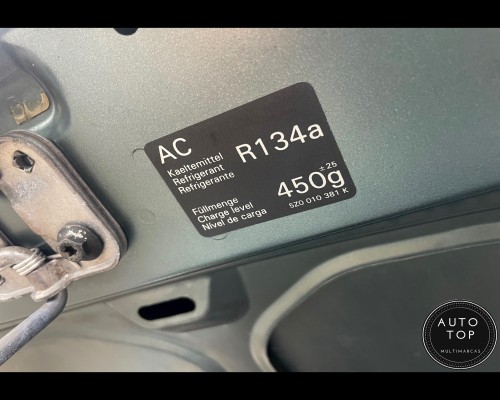 AC
Kaeltemittel
Refrigerant
Refrigerante
R134a
Füllmenge
Charge level
Nivel de carga
±25
450g
5Z0 010 381 K
AUTO
TOP
MULTIMARCAS